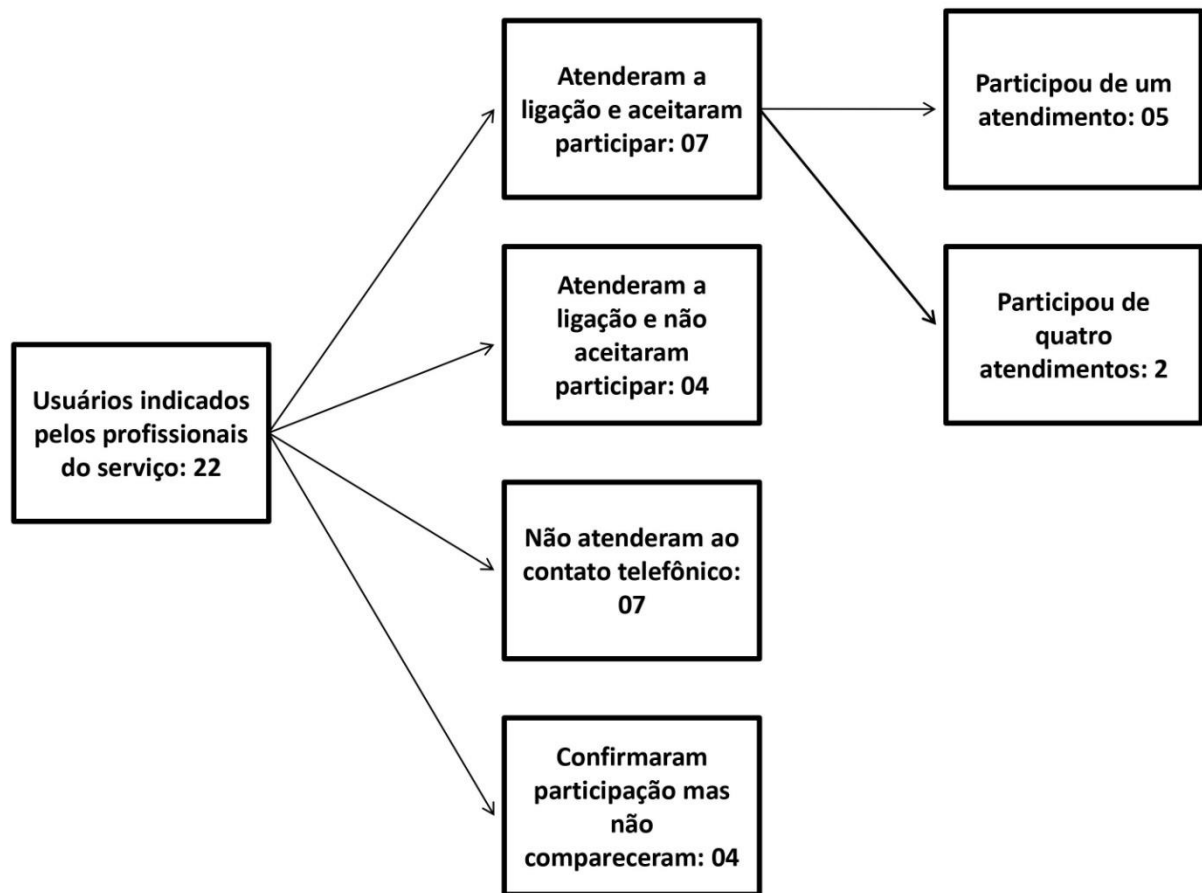 Usuários indicados
pelos profissionais
do serviço: 22
Atenderam a
ligação e aceitaram
participar: 07
Atenderam a
ligação e não
aceitaram
participar: 04
Não atenderam ao
contato telefônico:
07
Confirmaram
participação mas
não
compareceram: 04
Participou de um
atendimento: 05
Participou de
quatro
atendimentos: 2